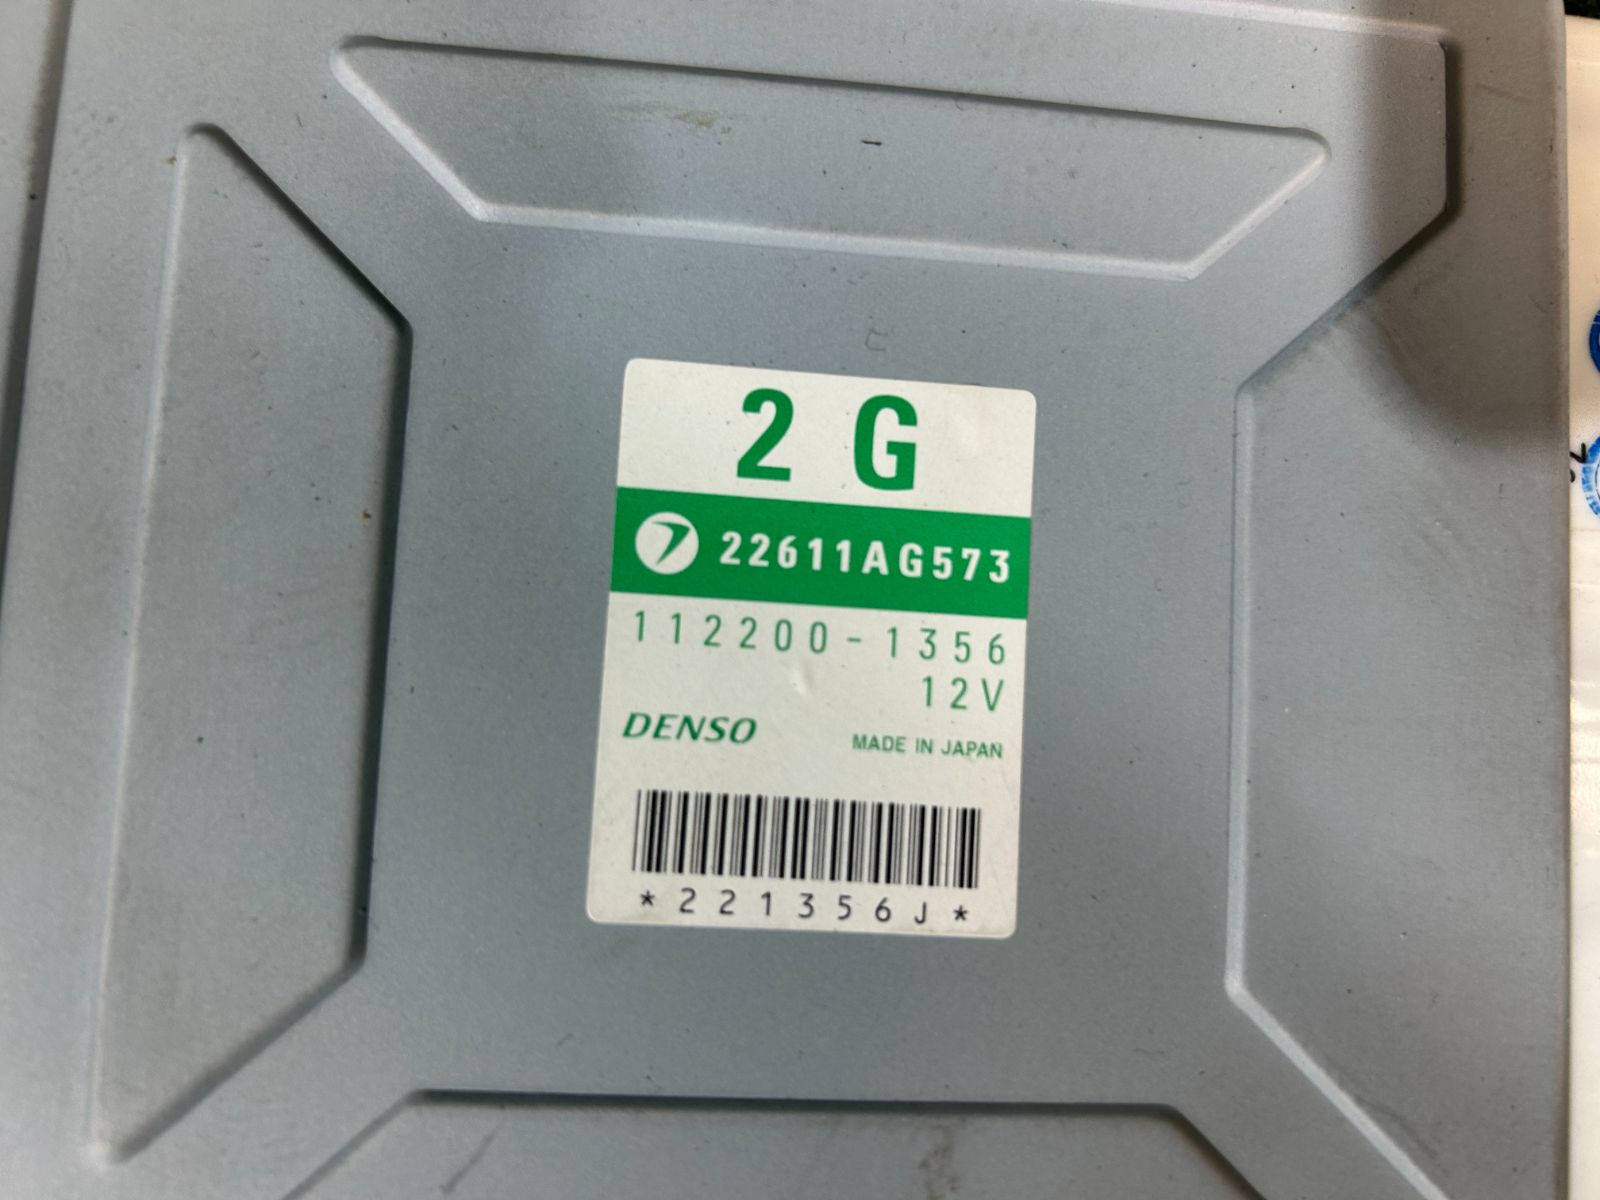 2 G
22611AG573
112200-1356
12V
DENSO MADE IN JAPAN
*221356J*